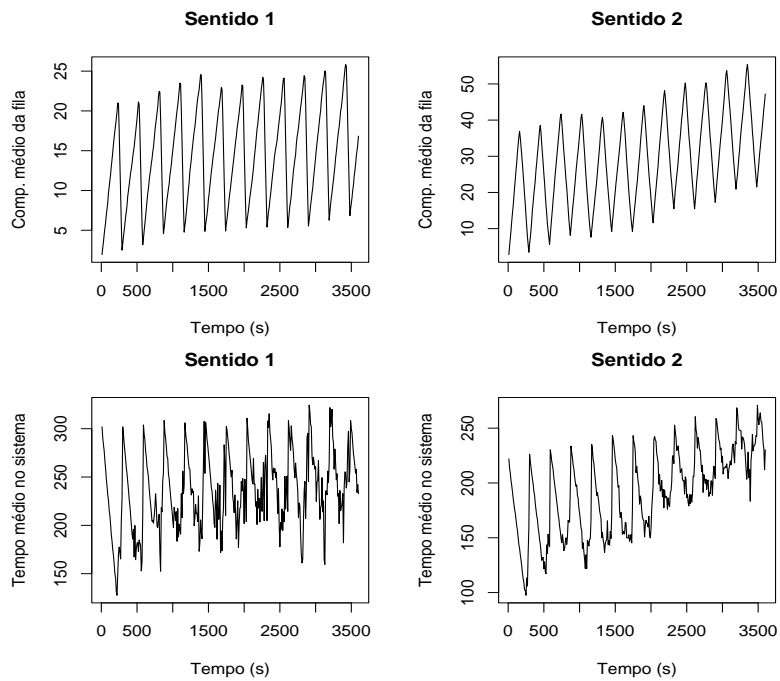 Sentido 1
Comp. médio da fila
25
20
15
10
5
0 500 1500 2500 3500
Tempo (s)
Sentido 2
Comp. médio da fila
50
40
30
20
10
0 500 1500 2500 3500
Tempo (s)
Sentido 1
Tempo médio no sistema
300
250
200
150
0 500 1500 2500 3500
Tempo (s)
Sentido 2
Tempo médio no sistema
250
200
150
100
0 500 1500 2500 3500
Tempo (s)